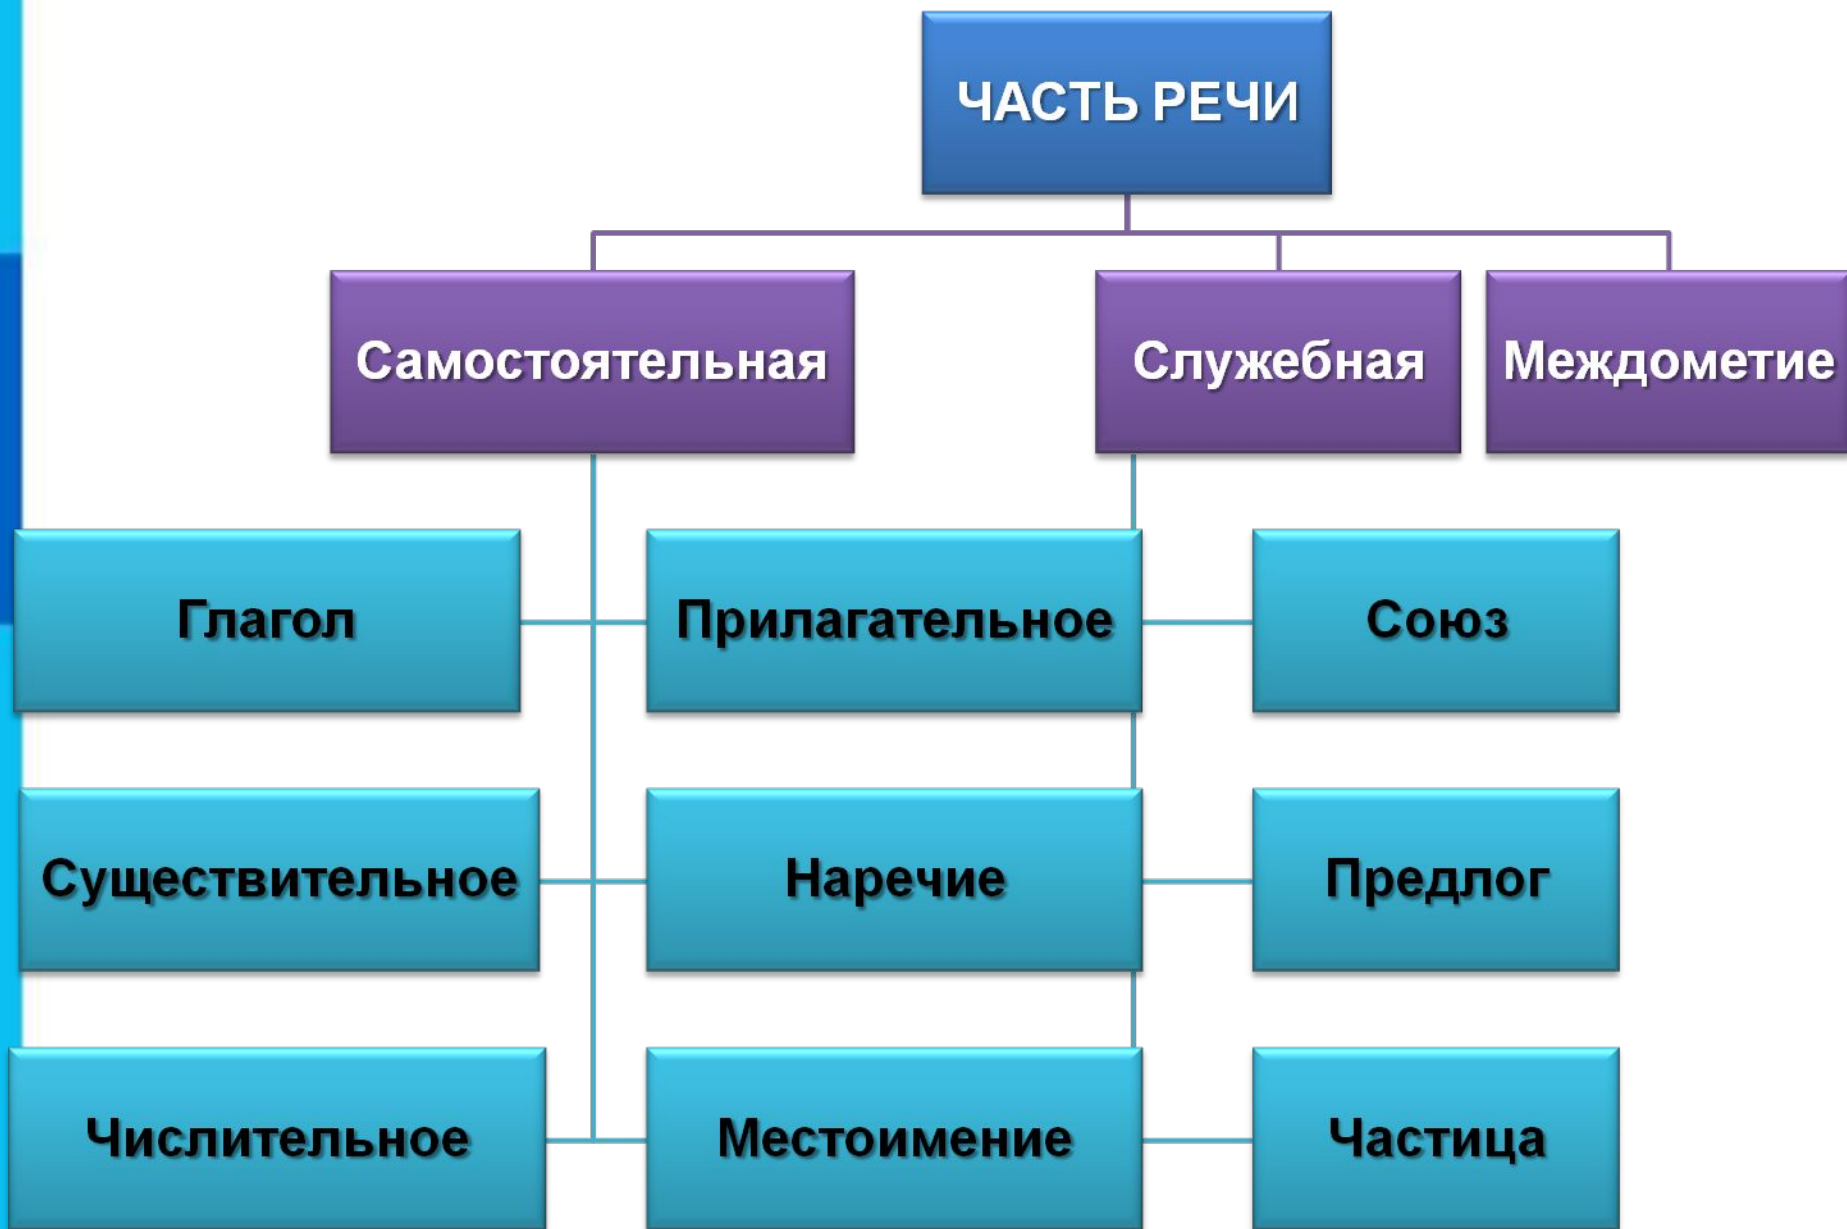 ЧАСТЬ РЕЧИ
Самостоятельная
Служебная
Междометие
Глагол
Прилагательное
Союз
Существительное
Наречие
Предлог
Числительное
Местоимение
Частица